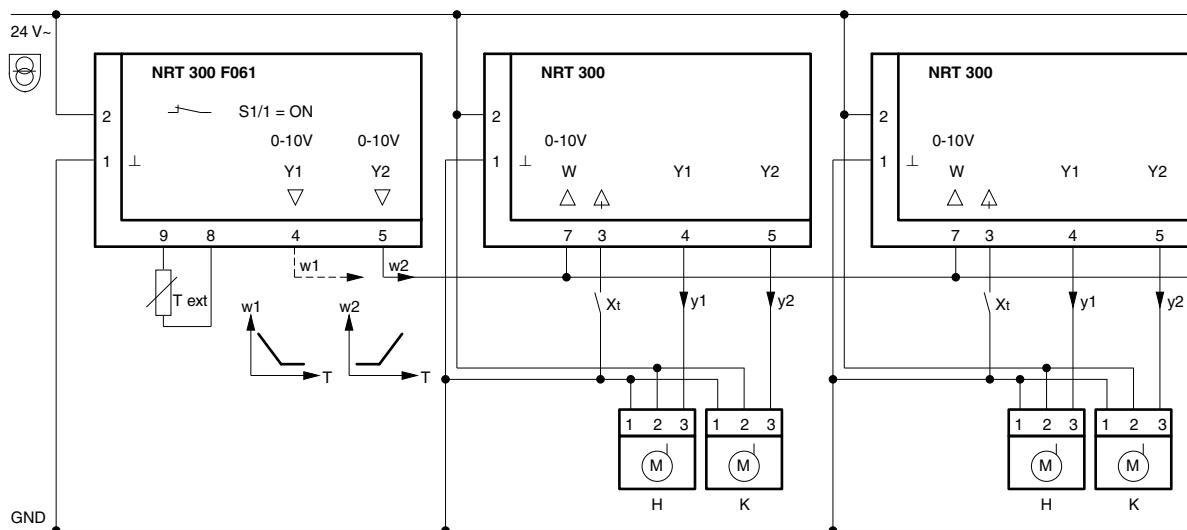 24 V~
NRT 300 F061
NRT 300
NRT 300
2
S1/1 = ON
2
2
0-10V
0-10V
0-10V
0-10V
1
⊥
Y1
Y2
1
⊥
W
Y1
Y2
1
⊥
W
Y1
Y2
9
8
4
5
7
3
4
5
7
3
4
5
w1
w2
T ext
w1
w2
Xt
y1
y2
Xt
y1
y2
T
T
1
2
3
1
2
3
1
2
3
1
2
3
M
M
M
M
H
K
H
K
GND